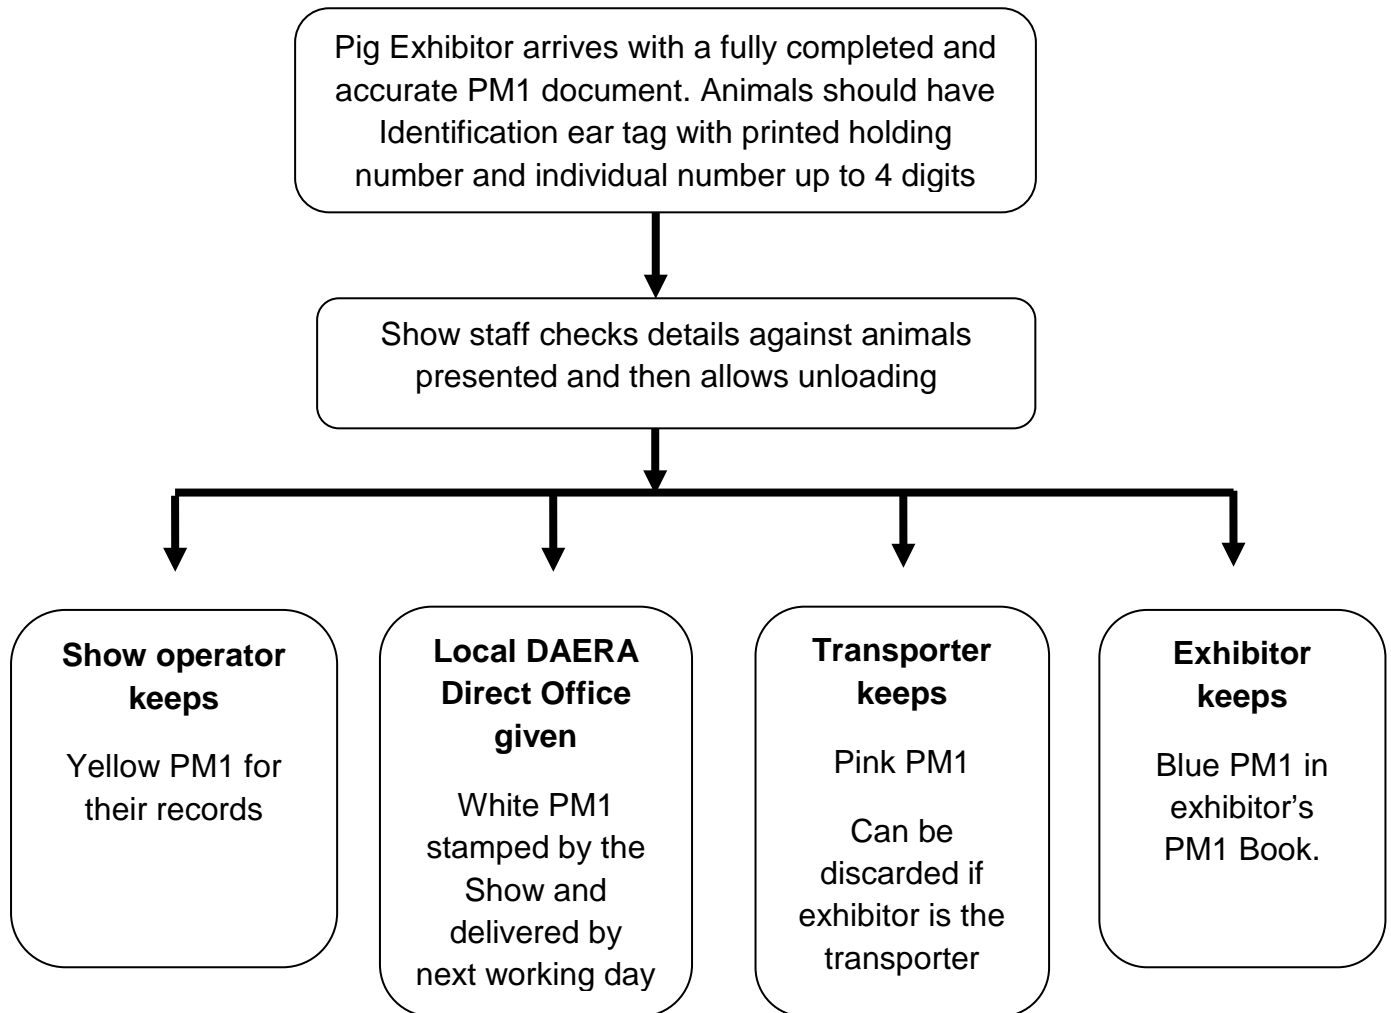 Pig Exhibitor arrives with a fully completed and
accurate PM1 document. Animals should have
Identification ear tag with printed holding
number and individual number up to 4 digits
Show staff checks details against animals
presented and then allows unloading
Show operator
keeps
Yellow PM1 for
their records
Local DAERA
Direct Office
given
White PM1
stamped by the
Show and
delivered by
next working day
Transporter
keeps
Pink PM1
Can be
discarded if
exhibitor is the
transporter
Exhibitor
keeps
Blue PM1 in
exhibitor’s
PM1 Book.